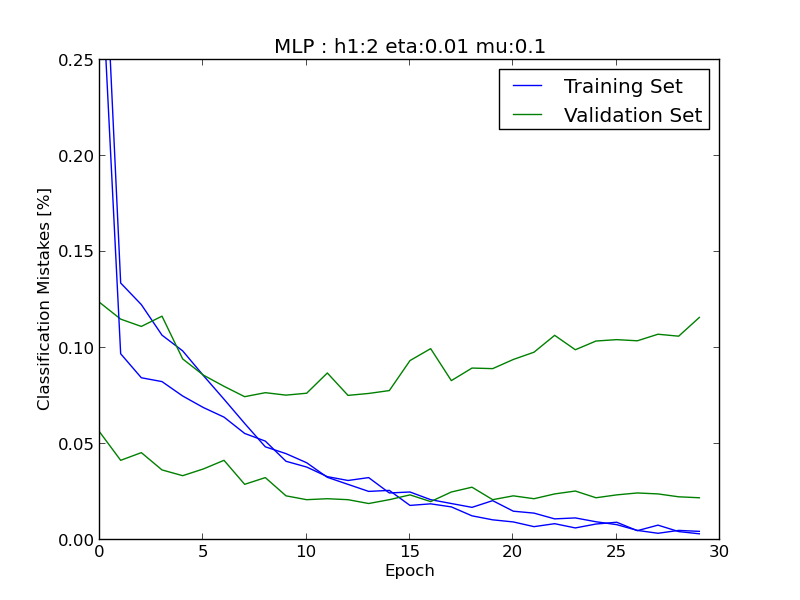 MLP : h1:2 eta:0.01 mu:0.1
Training Set
Validation Set
Classification Mistakes [%]
0.25
0.20
0.15
0.10
0.05
0.00
0 5 10 15 20 25 30
Epoch